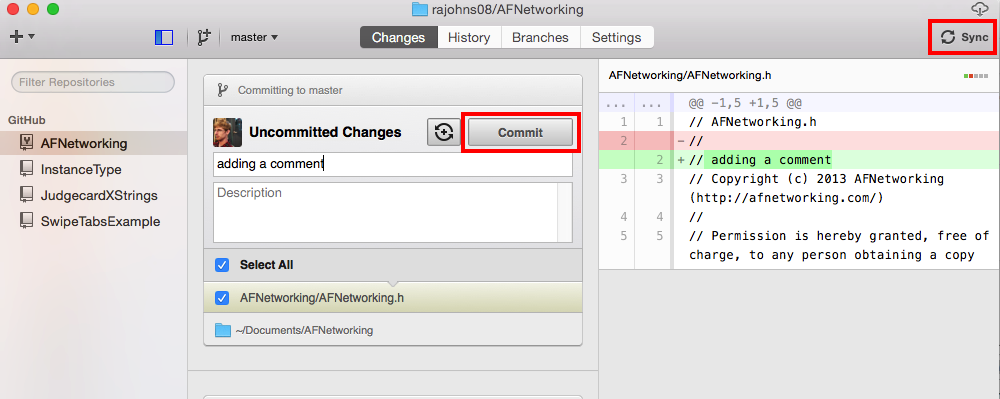 rajohns08/AFNetworking
master
Changes
History
Branches
Settings
Sync
Filter Repositories
GitHub
AFNetworking
InstanceType
JudgecardXStrings
SwipeTabsExample
Committing to master
Uncommitted Changes
Commit
adding a comment
Description
Select All
AFNetworking/AFNetworking.h
~/Documents/AFNetworking
AFNetworking/AFNetworking.h
... ... @@ -1,5 +1,5 @@
1 1 // AFNetworking.h
2 - //
2 + // adding a comment
3 3 // Copyright (c) 2013 AFNetworking
(http://afnetworking.com/)
4 4 //
5 5 // Permission is hereby granted, free of
charge, to any person obtaining a copy